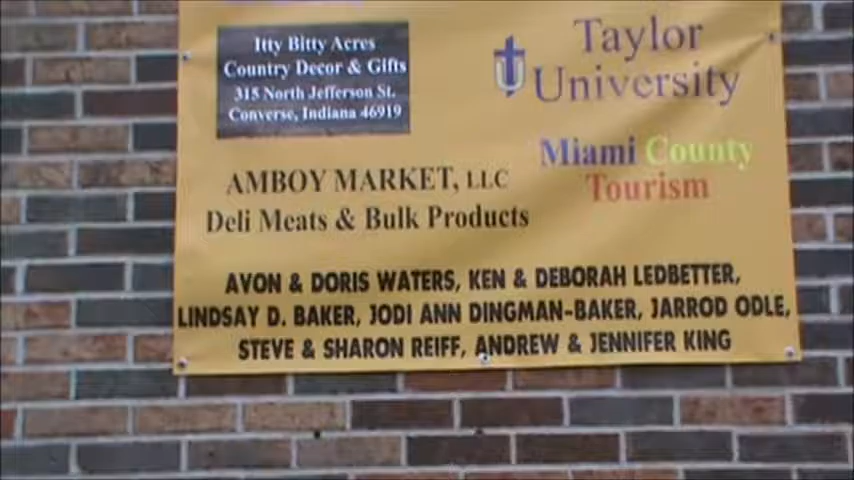 Itty Bitty Acres
Country Decor & Gifts
315 North Jefferson St.
Converse, Indiana 46919
Taylor
University
Miami County
Tourism
AMBOY MARKET, LLC
Deli Meats & Bulk Products
AVON & DORIS WATERS, KEN & DEBORAH LEDBETTER,
LINDSAY D. BAKER, JODI ANN DINGMAN-BAKER, JARROD ODLE,
STEVE & SHARON REIFF, ANDREW & JENNIFER KING